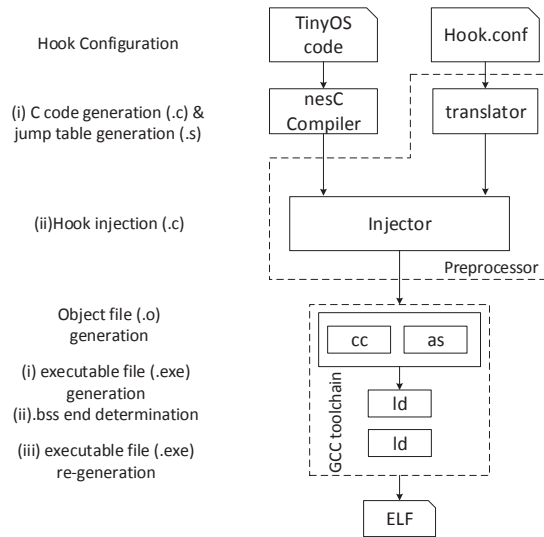 Hook Configuration
TinyOS
code
Hook.conf
(i) C code generation (.c) &
jump table generation (.s)
nesC
Compiler
translator
(ii)Hook injection (.c)
Injector
Preprocessor
Object file (.o)
generation
cc
as
(i) executable file (.exe)
generation
(ii).bss end determination
ld
(iii) executable file (.exe)
re-generation
ld
GCC toolchain
ELF